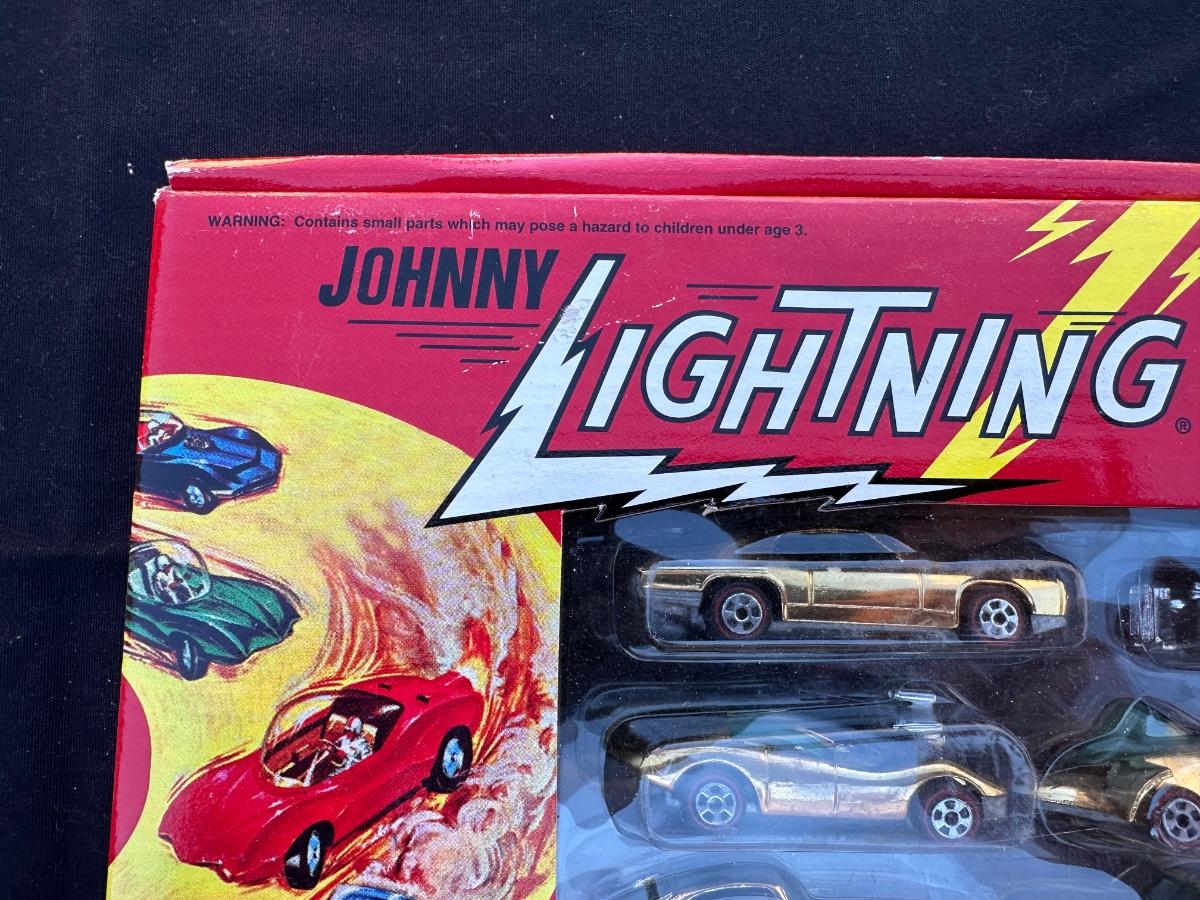 WARNING: Contains small parts which may pose a hazard to children under age 3.
JOHNNY
LIGHTNING®